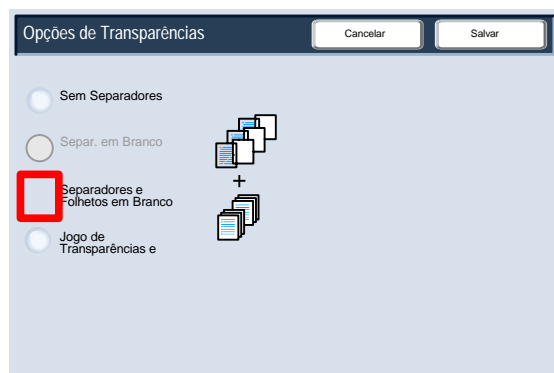 Opções de Transparências
Cancelar
Salvar
Sem Separadores
Separ. em Branco
Separadores e
Folhetos em Branco
+
Jogo de
Transparências e